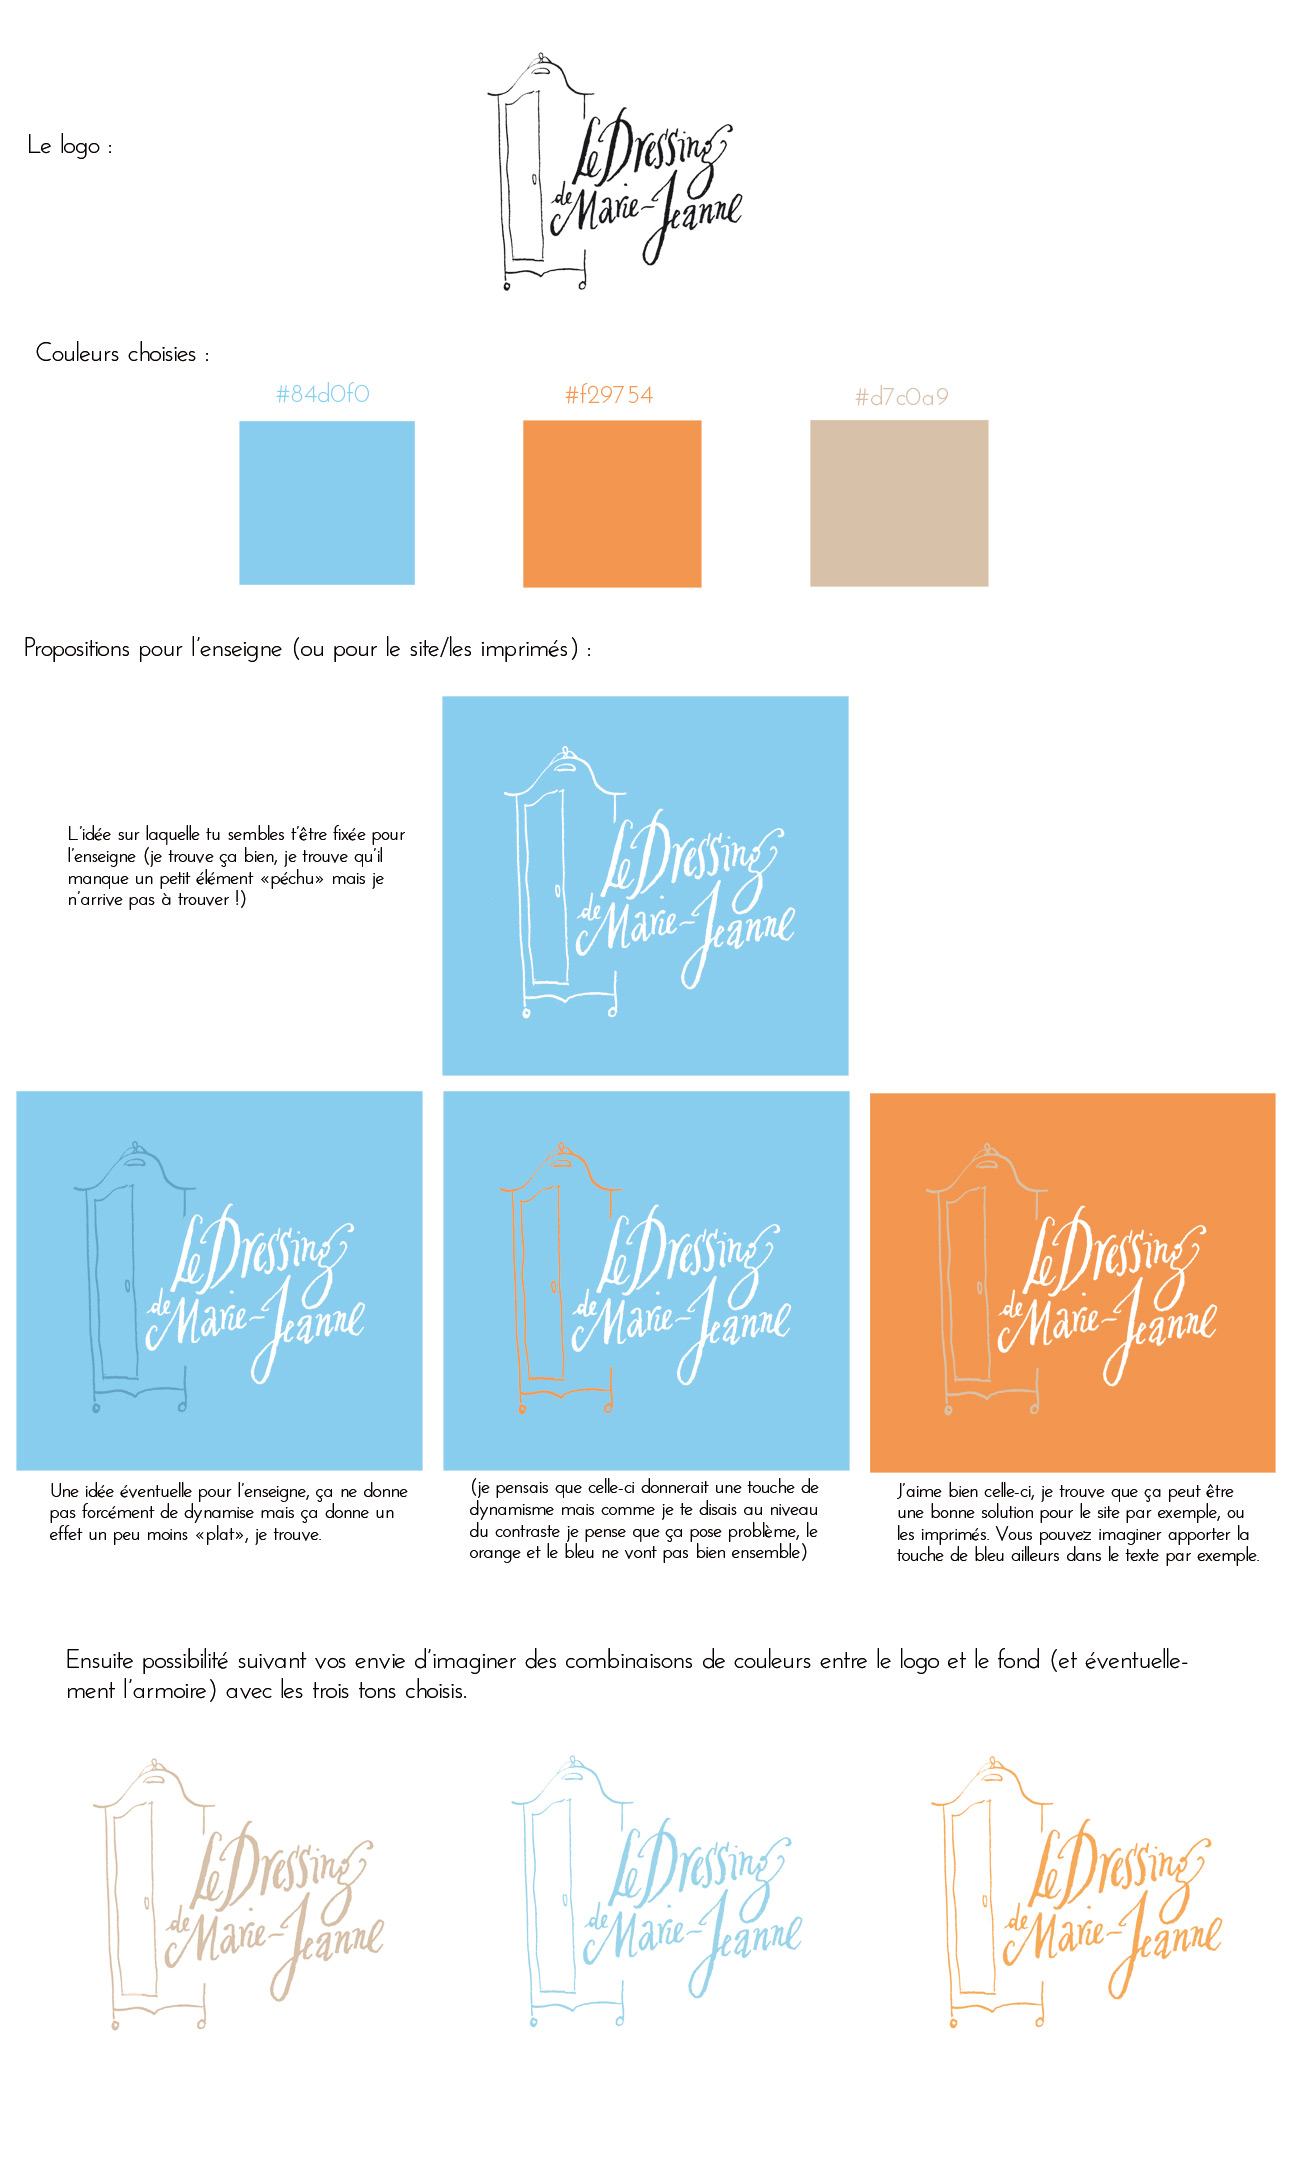 Le logo :
Le Dressing
de Marie-Jeanne
Couleurs choisies :
#84d0f0
#f29754
#d7c0a9
Propositions pour l'enseigne (ou pour le site/les imprimés) :
L'idée sur laquelle tu sembles t'être fixée pour
l'enseigne (je trouve ça bien, je trouve qu'il
manque un petit élément «péchu» mais je
n'arrive pas à trouver !)
Le Dressing
de Marie-Jeanne
Le Dressing
de Marie-Jeanne
Le Dressing
de Marie-Jeanne
Le Dressing
de Marie-Jeanne
Une idée éventuelle pour l'enseigne, ça ne donne
pas forcément de dynamise mais ça donne un
effet un peu moins «plat», je trouve.
(je pensais que celle-ci donnerait une touche de
dynamisme mais comme je te disais au niveau
du contraste je pense que ça pose problème, le
orange et le bleu ne vont pas bien ensemble)
J'aime bien celle-ci, je trouve que ça peut être
une bonne solution pour le site par exemple, ou
les imprimés. Vous pouvez imaginer apporter la
touche de bleu ailleurs dans le texte par exemple.
Ensuite possibilité suivant vos envie d'imaginer des combinaisons de couleurs entre le logo et le fond (et éventuelle-
ment l'armoire) avec les trois tons choisis.
Le Dressing
de Marie-Jeanne
Le Dressing
de Marie-Jeanne
Le Dressing
de Marie-Jeanne